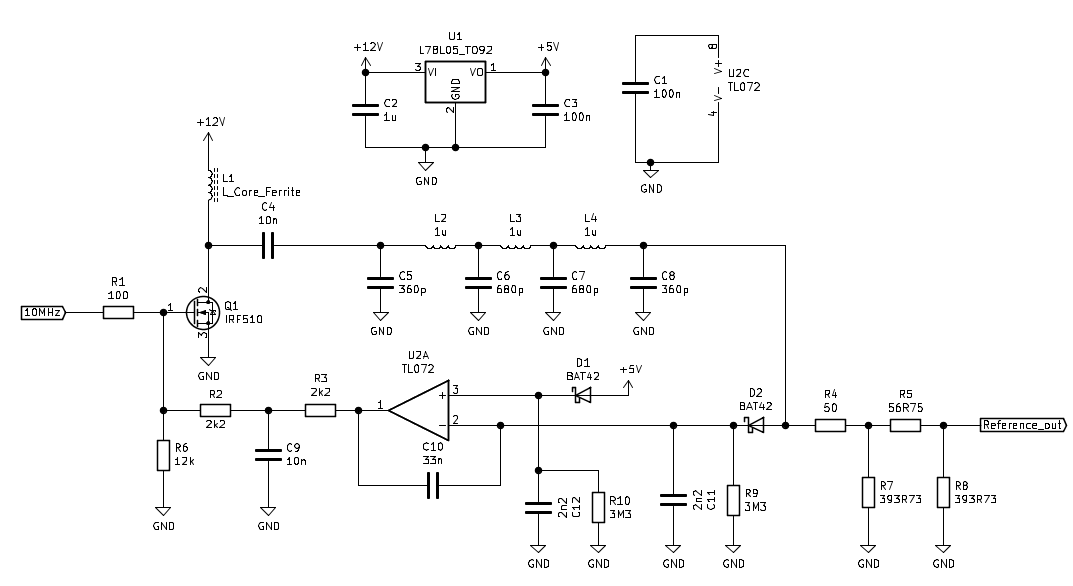 U1
L78L05_TO92
+12V
+5V
3
VI
VO
1
GND
2
C2
1u
C3
100n
GND
C1
100n
8
V+
U2C
TL072
V-
4
GND
+12V
L1
L_Core_Ferrite
C4
10n
L2
1u
L3
1u
L4
1u
C5
360p
C6
680p
C7
680p
C8
360p
GND
GND
GND
GND
10MHz
R1
100
1
2
Q1
IRF510
3
GND
U2A
TL072
D1
BAT42
+5V
R2
2k2
R3
2k2
1
3
+
2
-
D2
BAT42
R4
50
R5
56R75
Reference_out
R6
12k
C9
10n
C10
33n
2n2
C12
R10
3M3
2n2
C11
R9
3M3
R7
393R73
R8
393R73
GND
GND
GND
GND
GND
GND
GND
GND